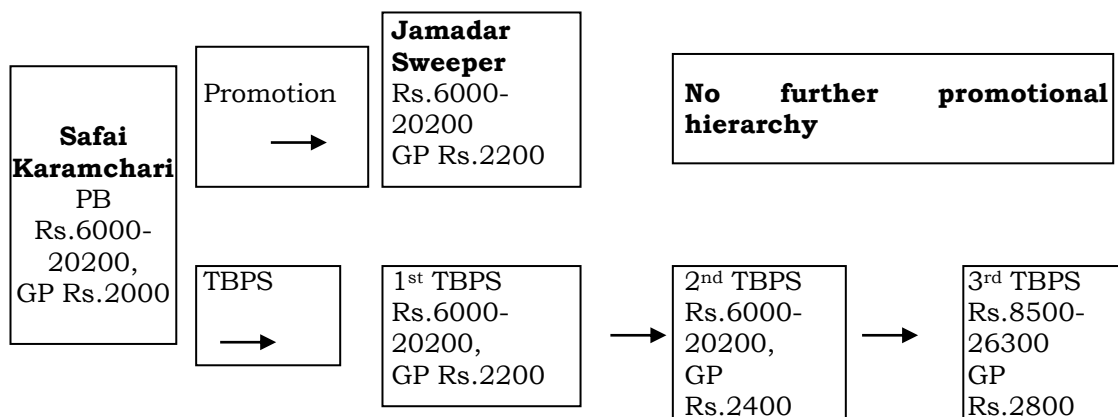 Safai
Karamchari
PB
Rs.6000-
20200,
GP Rs.2000
Promotion
Jamadar
Sweeper
Rs.6000-
20200
GP Rs.2200
No further promotional
hierarchy
TBPS
1st TBPS
Rs.6000-
20200,
GP Rs.2200
2nd TBPS
Rs.6000-
20200,
GP
Rs.2400
3rd TBPS
Rs.8500-
26300
GP
Rs.2800